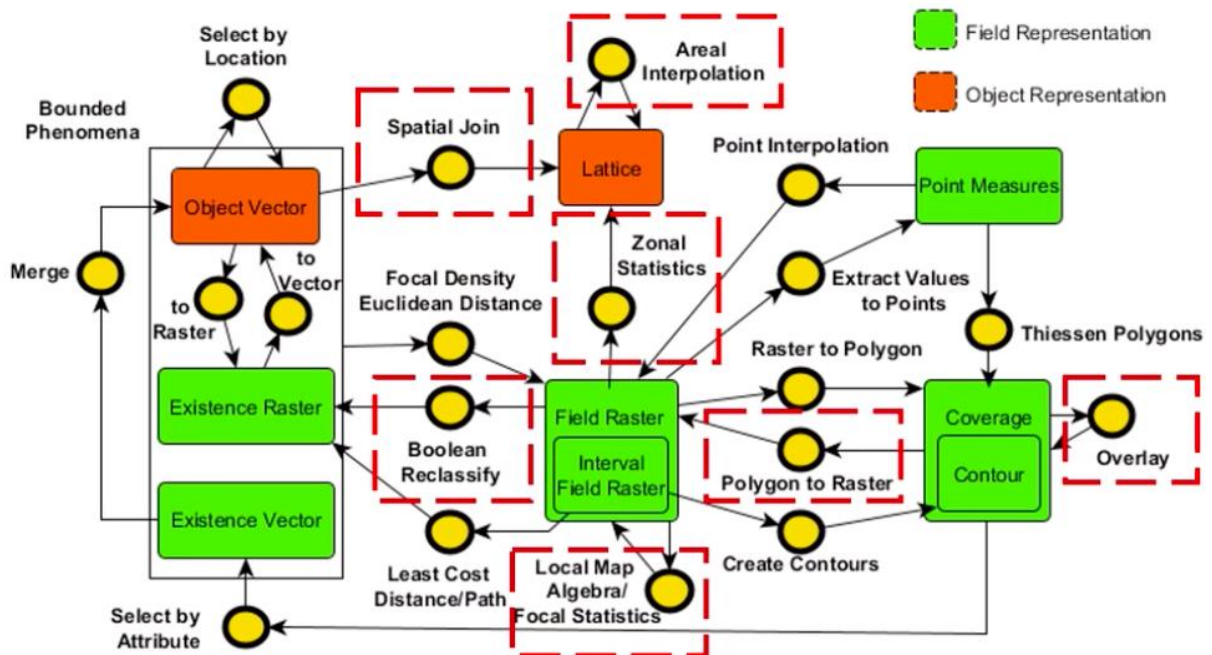 Select by
Location
Areal
Interpolation
Field Representation
Object Representation
Bounded
Phenomena
Spatial Join
Lattice
Point Interpolation
Point Measures
Object Vector
Merge
to
Vector
to
Raster
Focal Density
Euclidean Distance
Zonal
Statistics
Extract Values
to Points
Thiessen Polygons
Raster to Polygon
Existence Raster
Boolean
Reclassify
Field Raster
Interval
Field Raster
Polygon to Raster
Coverage
Contour
Overlay
Existence Vector
Least Cost
Distance/Path
Local Map
Algebra/
Focal Statistics
Create Contours
Select by
Attribute